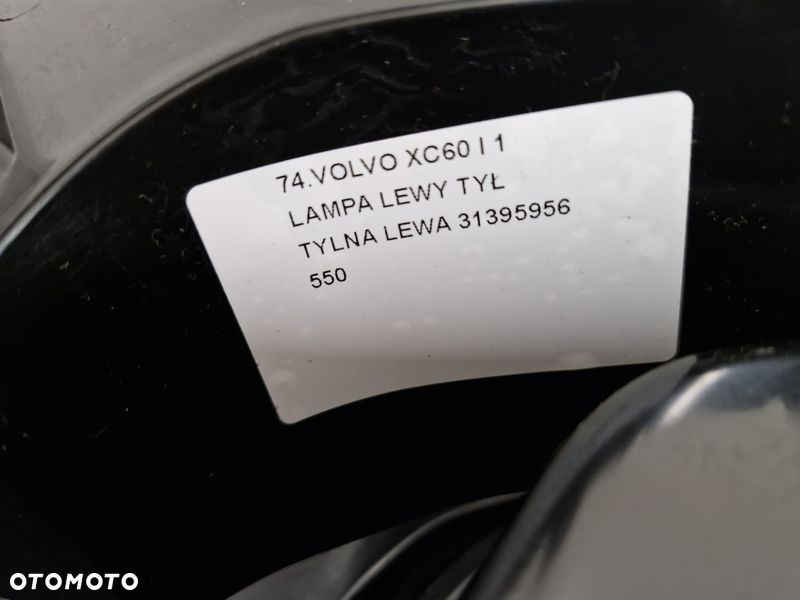 74.VOLVO XC60 I 1
LAMPA LEWY TYŁ
TYLNA LEWA 31395956
550
OTOMOTO